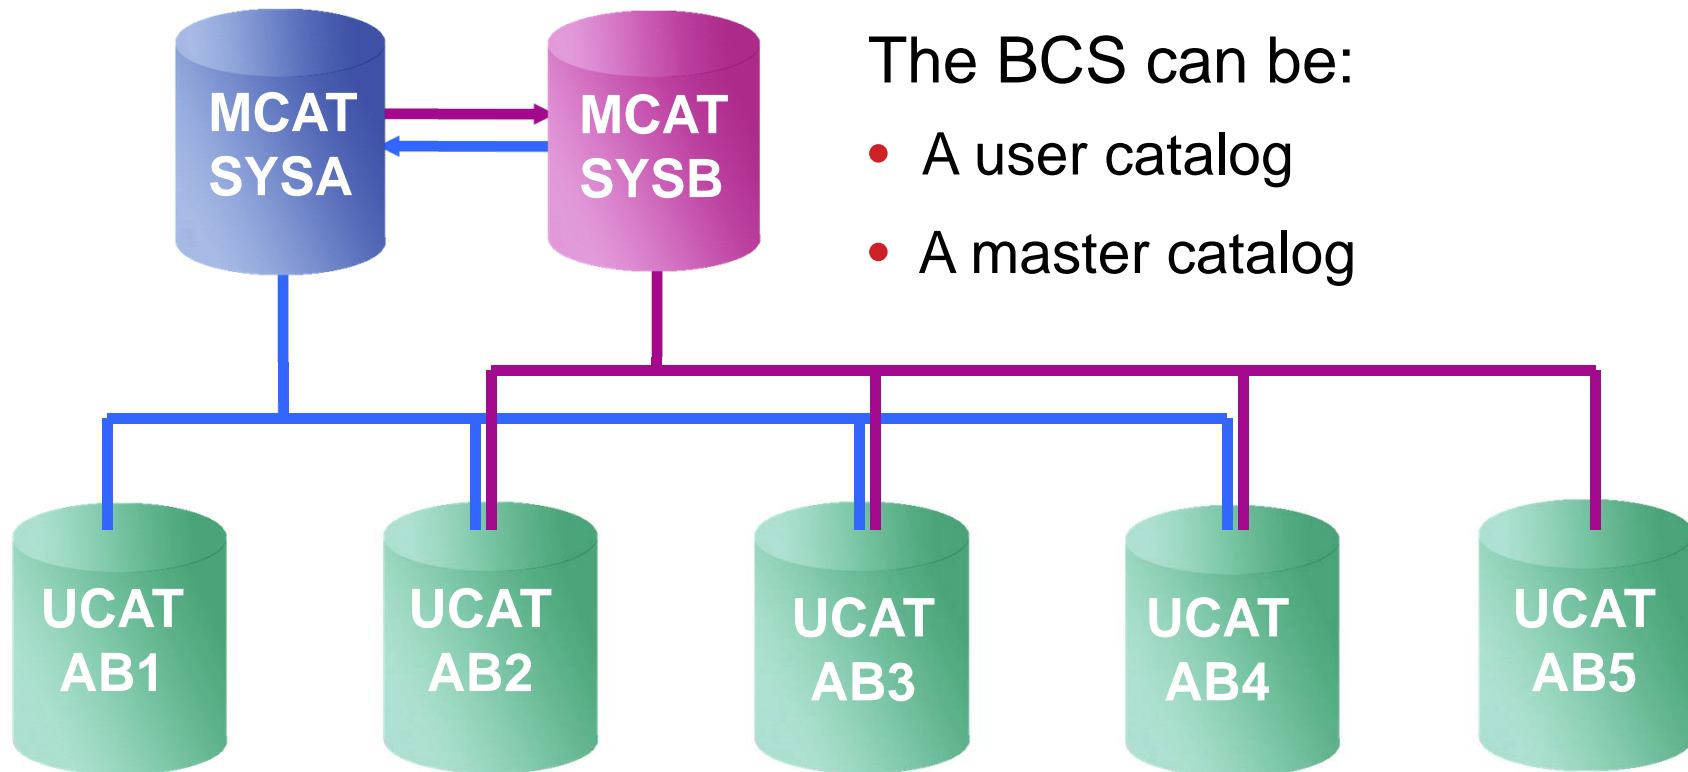 MCAT
SYSA
MCAT
SYSB
The BCS can be:
• A user catalog
• A master catalog
UCAT
AB1
UCAT
AB2
UCAT
AB3
UCAT
AB4
UCAT
AB5